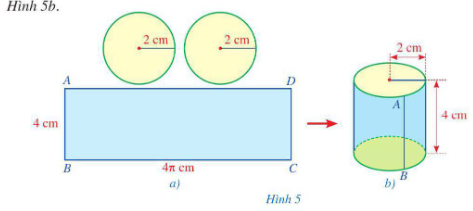 Hình 5b.
2 cm 2 cm 2 cm
A D
4 cm A 4 cm
B 4π cm C B
a) b)
Hình 5